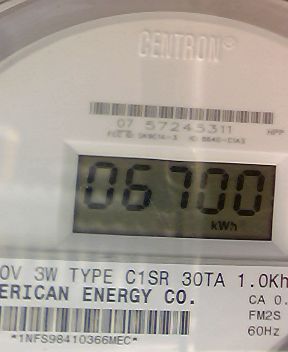 CENTRON®
07 57245311
HPP
06700
kWh
0V 3W TYPE C1SR 30TA 1.0Kh
ERICAN ENERGY CO.
CA 0.
FM2S
60Hz
*1NFS98410366MEC*